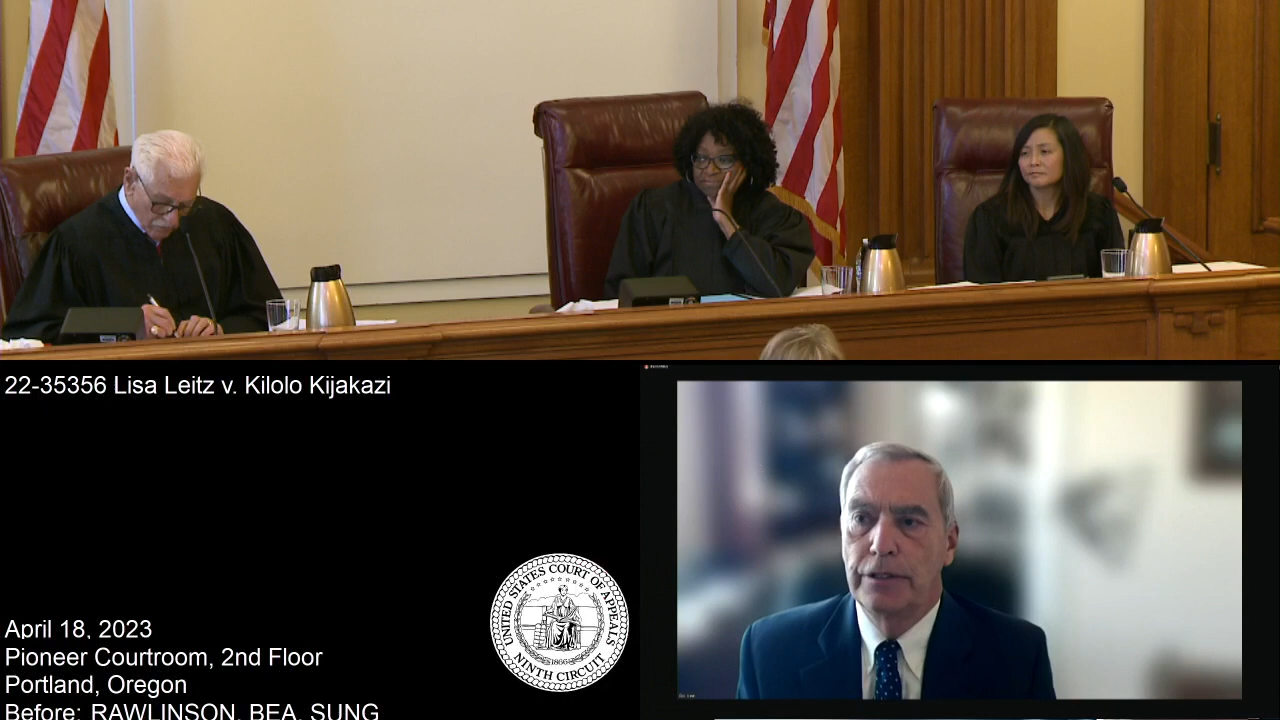 22-35356 Lisa Leitz v. Kilolo Kijakazi
UNITED STATES COURT OF APPEALS
NINTH CIRCUIT
April 18, 2023
Pioneer Courtroom, 2nd Floor
Portland, Oregon
Before: RAWLINSON, BEA, SUNG